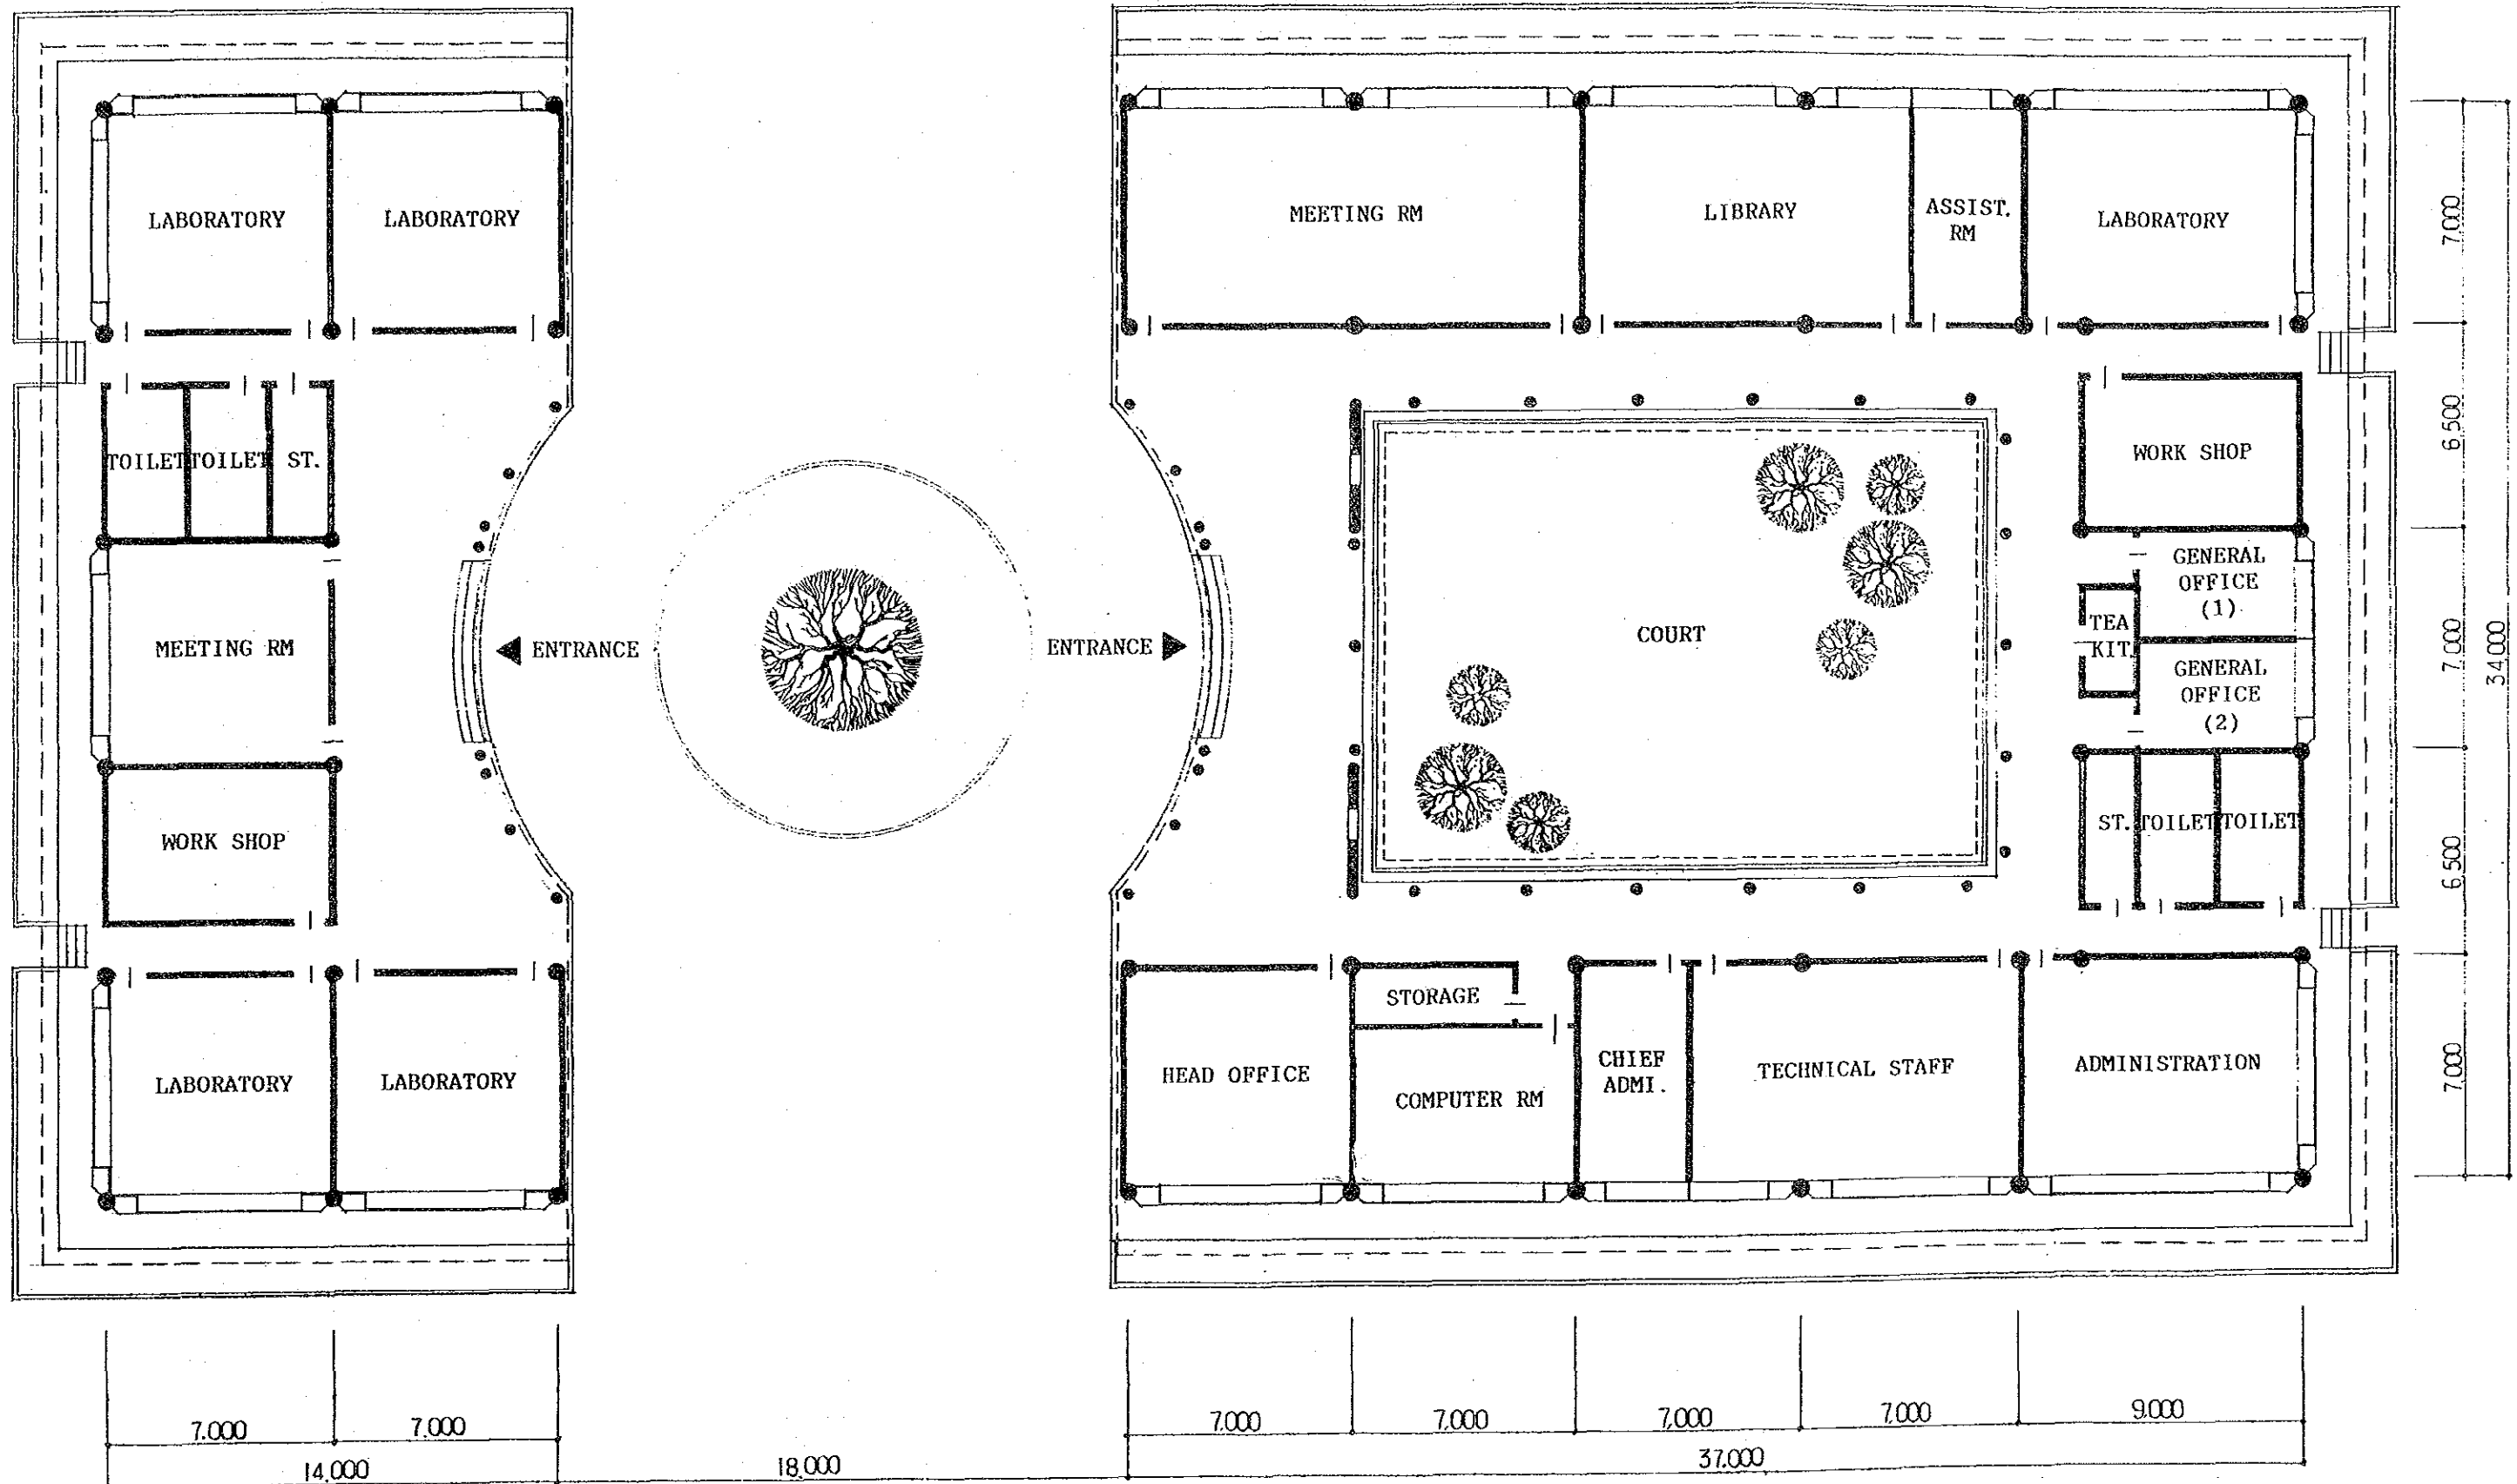 LABORATORY
LABORATORY
MEETING RM
LIBRARY
ASSIST.
RM
LABORATORY
7.000
TOILET
TOILET
ST.
WORK SHOP
6.500
GENERAL
OFFICE
(1)
MEETING RM
ENTRANCE
ENTRANCE
COURT
TEA
KIT.
GENERAL
OFFICE
(2)
7.000
34.000
WORK SHOP
ST.
TOILET
TOILET
6.500
LABORATORY
LABORATORY
HEAD OFFICE
STORAGE
COMPUTER RM
CHIEF
ADMI.
TECHNICAL STAFF
ADMINISTRATION
7.000
7.000
7.000
7.000
7.000
7.000
7.000
9.000
14.000
18.000
37.000